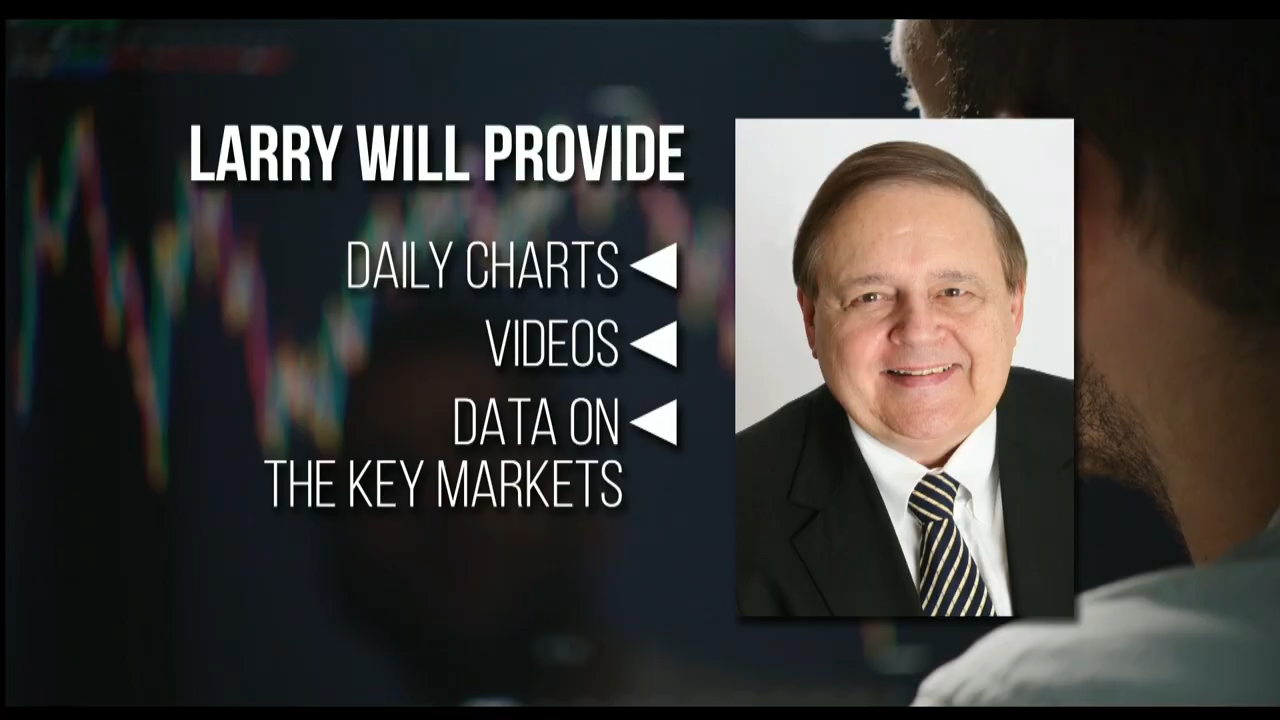 LARRY WILL PROVIDE
DAILY CHARTS
VIDEOS
DATA ON
THE KEY MARKETS